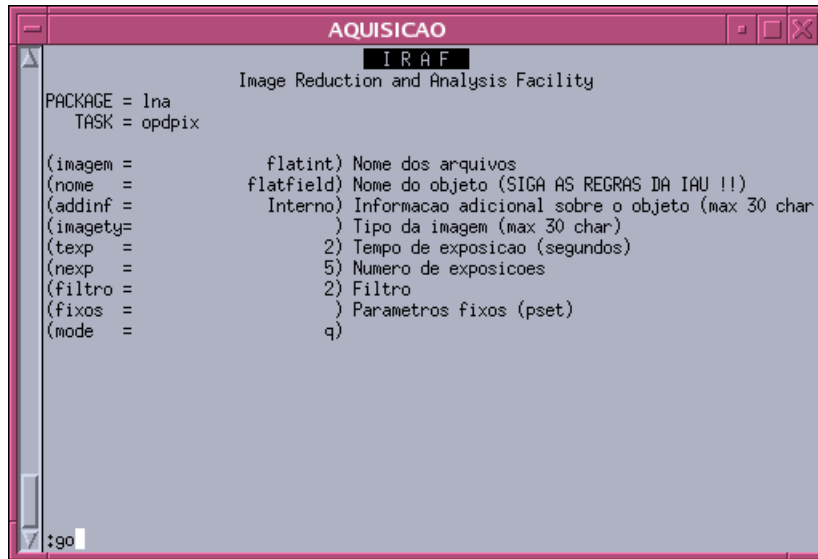 AQUISICAO
I R A F
Image Reduction and Analysis Facility
PACKAGE = lna
TASK = opdpix
(imagem = flatint) Nome dos arquivos
(nome = flatfield) Nome do objeto (SIGA AS REGRAS DA IAU !!)
(addinf = Interno) Informacao adicional sobre o objeto (max 30 char
(imagety= ) Tipo da imagem (max 30 char)
(texp = 2) Tempo de exposicao (segundos)
(nexp = 5) Numero de exposicoes
(filtro = 2) Filtro
(fixos = ) Parametros fixos (pset)
(mode = q)
:go